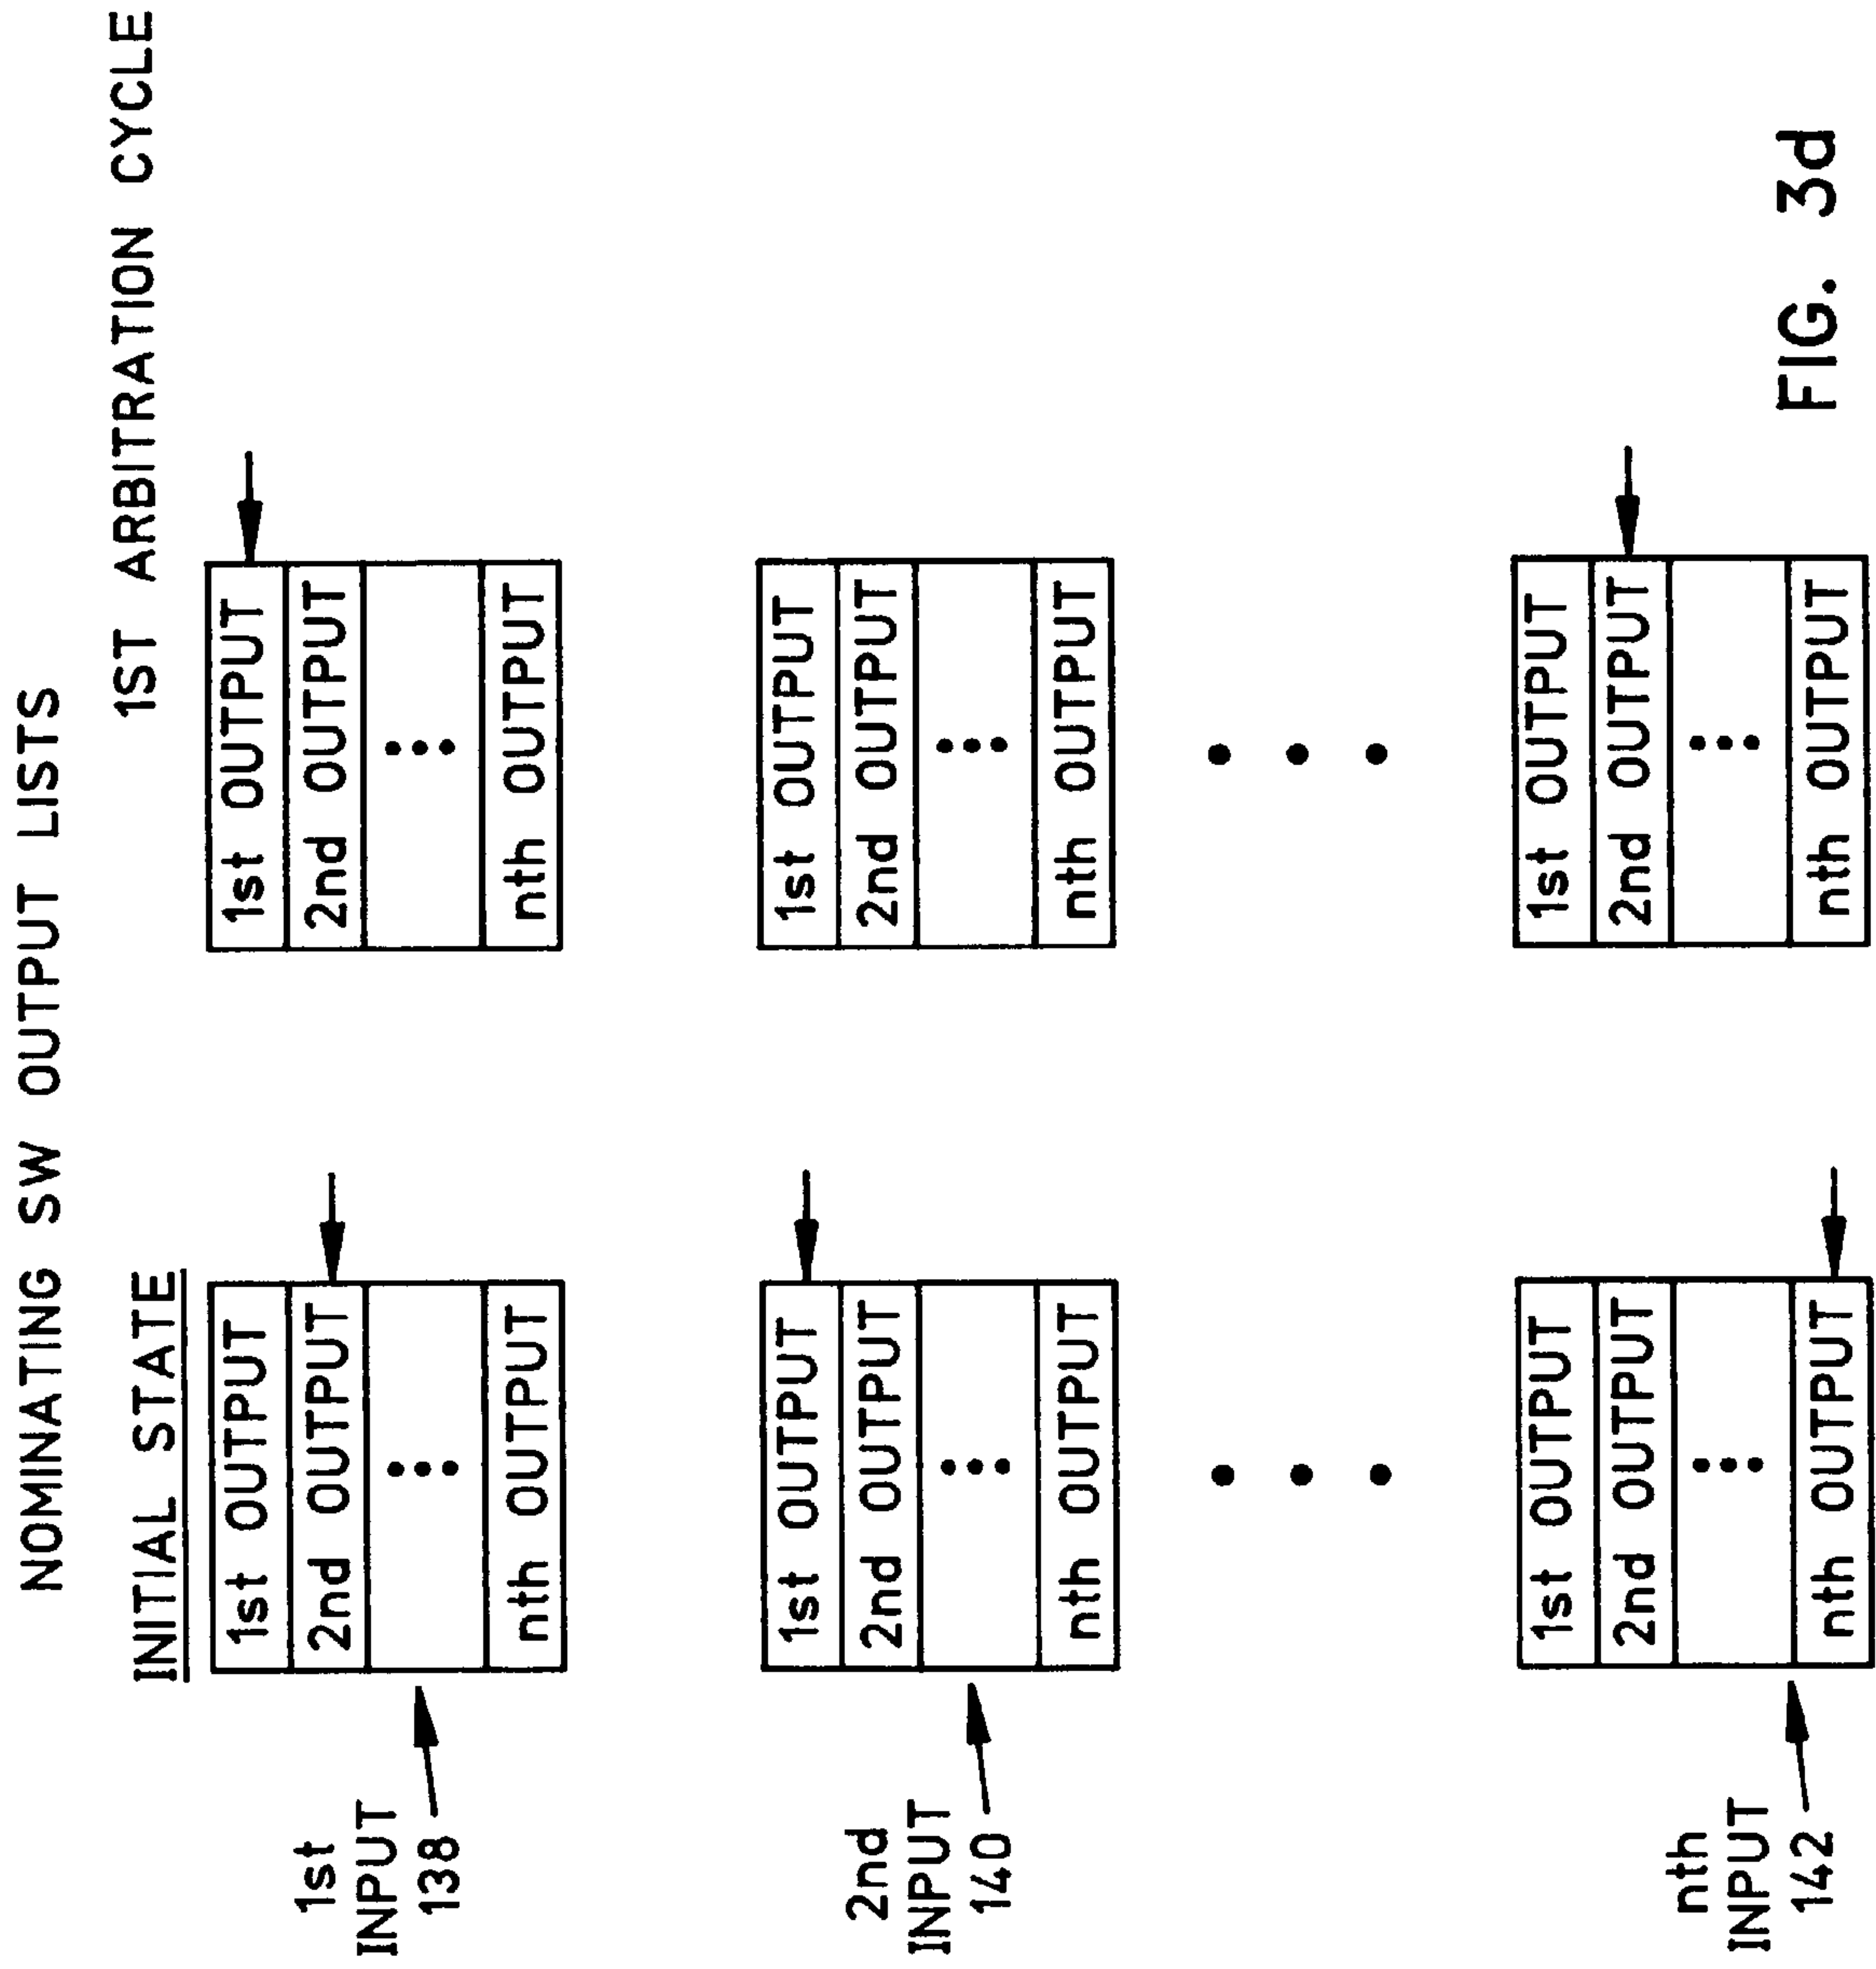 NOMINATING SW OUTPUT LISTS
INITIAL STATE
1ST ARBITRATION CYCLE
1st
INPUT
138
1st OUTPUT
2nd OUTPUT
...
nth OUTPUT
1st OUTPUT
2nd OUTPUT
...
nth OUTPUT
2nd
INPUT
140
1st OUTPUT
2nd OUTPUT
...
nth OUTPUT
1st OUTPUT
2nd OUTPUT
...
nth OUTPUT
nth
INPUT
142
1st OUTPUT
2nd OUTPUT
...
nth OUTPUT
1st OUTPUT
2nd OUTPUT
...
nth OUTPUT
FIG. 3d